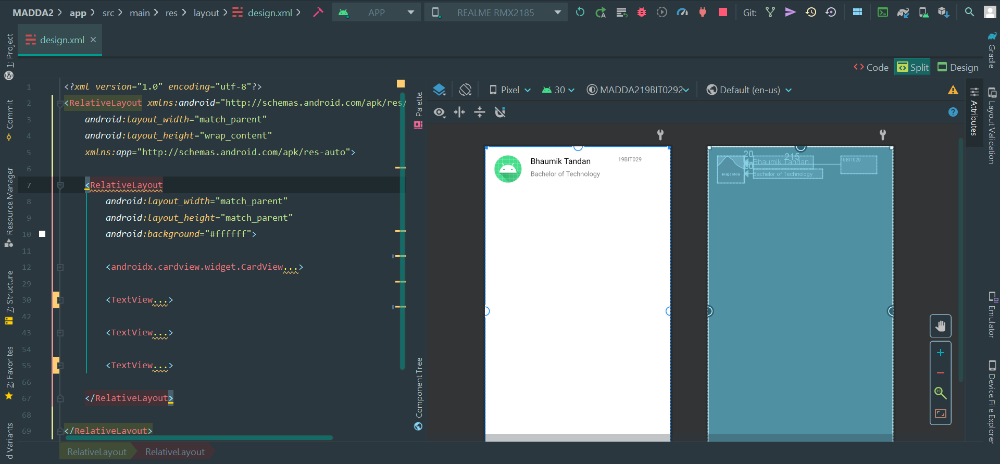 MADDA2 app src main res layout design.xml APP REALME RMX2185 Git:
design.xml
Code Split Design
1: Project
Commit
Resource Manager
7: Structure
2: Favorites
d Variants
1 <?xml version="1.0" encoding="utf-8"?>
2 <RelativeLayout xmlns:android="http://schemas.android.com/apk/res/
3 android:layout_width="match_parent"
4 android:layout_height="wrap_content"
5 xmlns:app="http://schemas.android.com/apk/res-auto">
6
7 <RelativeLayout
8 android:layout_width="match_parent"
9 android:layout_height="match_parent"
10 android:background="#ffffff">
11
12 <androidx.cardview.widget.CardView...>
29
30 <TextView...>
42
43 <TextView...>
54
55 <TextView...>
66
67 </RelativeLayout>
68
69 </RelativeLayout>
RelativeLayout RelativeLayout
Palette
Component Tree
Pixel 30 MADDA219BIT0292 Default (en-us)
Bhaumik Tandan 19BIT029
Bachelor of Technology
20 215
Bhaumik Tandan 19BIT029
ImageView Bachelor of Technology
1:1
Attributes
Gradle
Layout Validation
Emulator
Device File Explorer